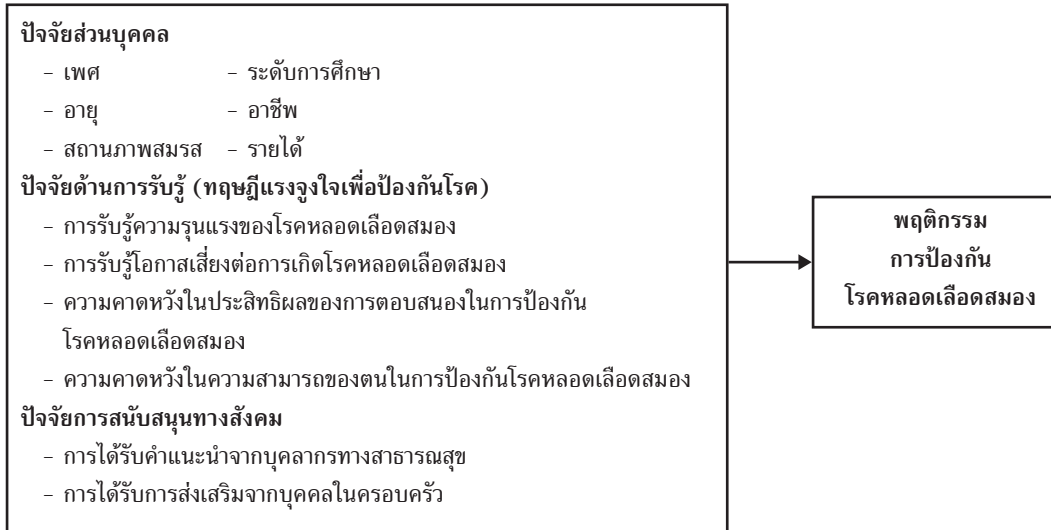 ปัจจัยส่วนบุคคล
- เพศ - ระดับการศึกษา
- อายุ - อาชีพ
- สถานภาพสมรส - รายได้
ปัจจัยด้านการรับรู้ (ทฤษฎีแรงจูงใจเพื่อป้องกันโรค)
- การรับรู้ความรุนแรงของโรคหลอดเลือดสมอง
- การรับรู้โอกาสเสี่ยงต่อการเกิดโรคหลอดเลือดสมอง
- ความคาดหวังในประสิทธิผลของการตอบสนองในการป้องกัน
โรคหลอดเลือดสมอง
- ความคาดหวังในความสามารถของตนในการป้องกันโรคหลอดเลือดสมอง
ปัจจัยการสนับสนุนทางสังคม
- การได้รับคำแนะนำจากบุคลากรทางสาธารณสุข
- การได้รับการส่งเสริมจากบุคคลในครอบครัว
พฤติกรรม
การป้องกัน
โรคหลอดเลือดสมอง